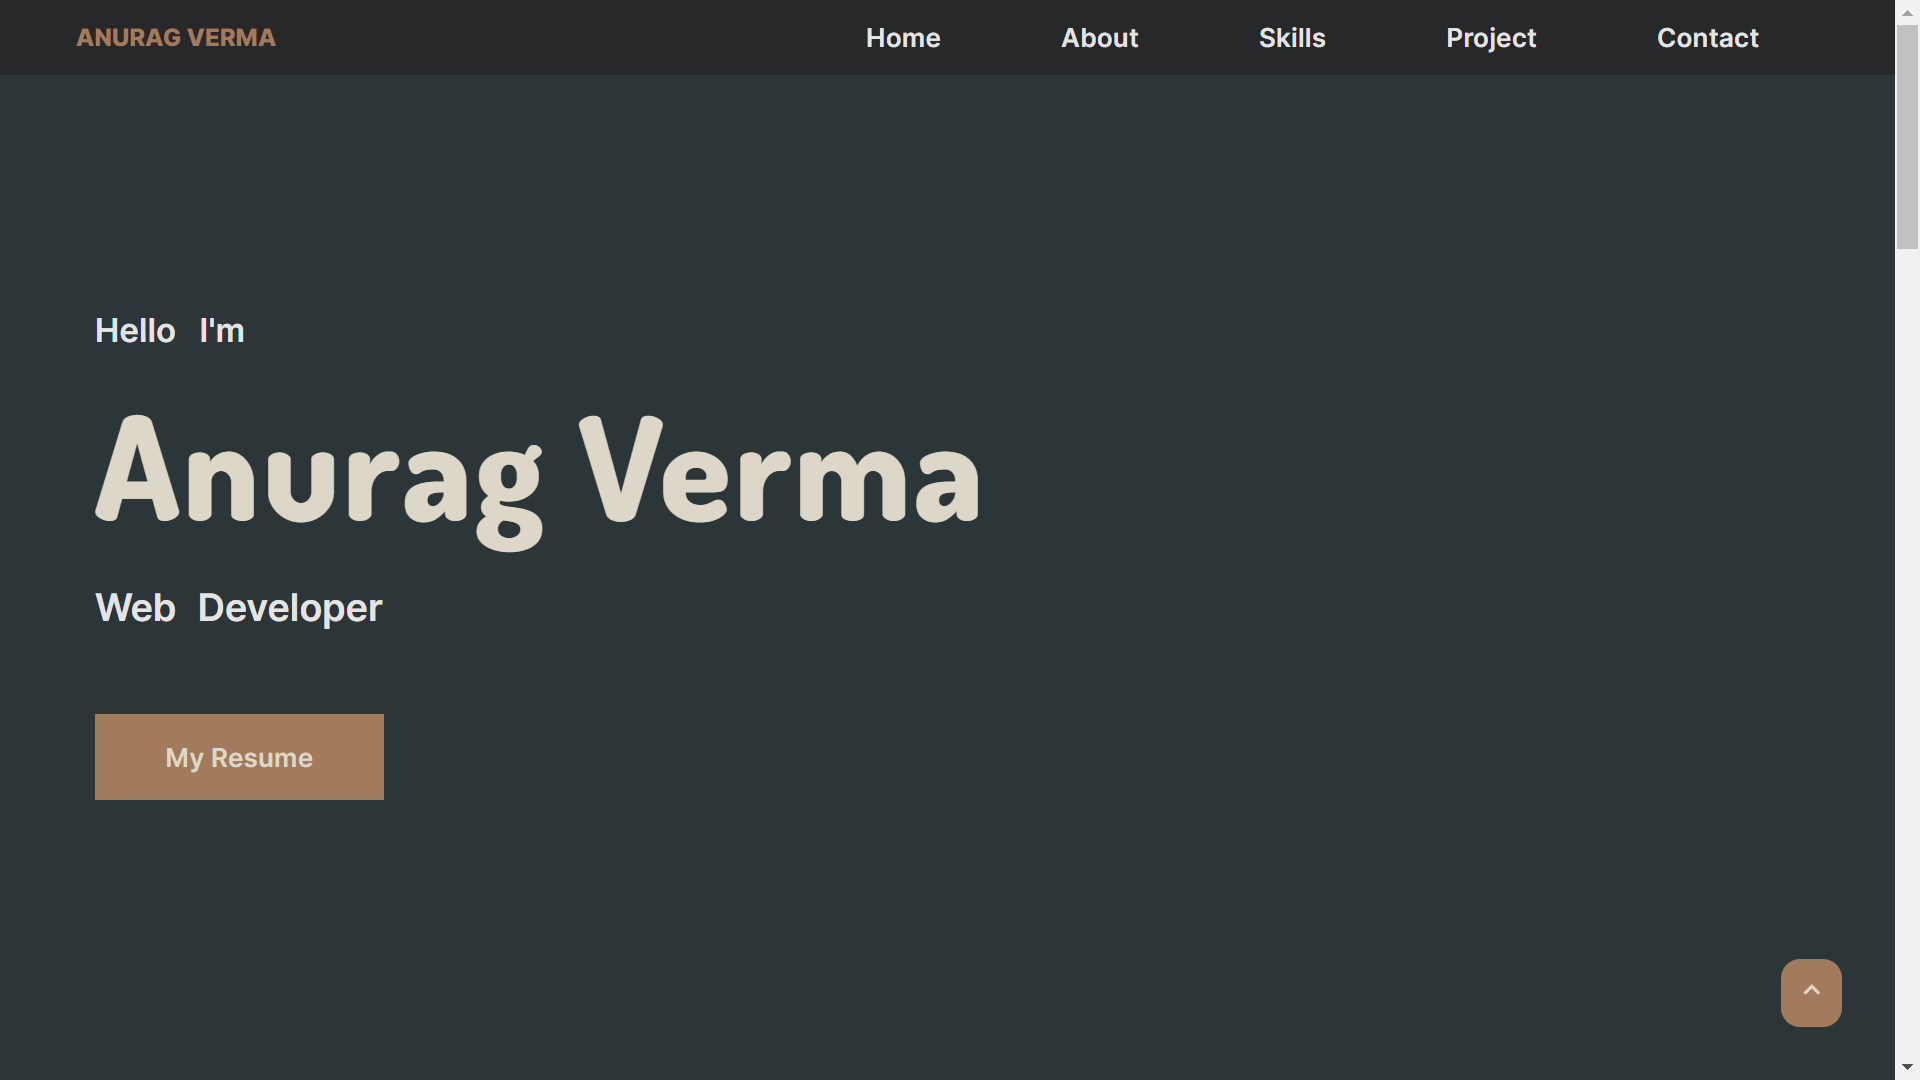 ANURAG VERMA Home About Skills Project Contact
Hello I'm
Anurag Verma
Web Developer
My Resume